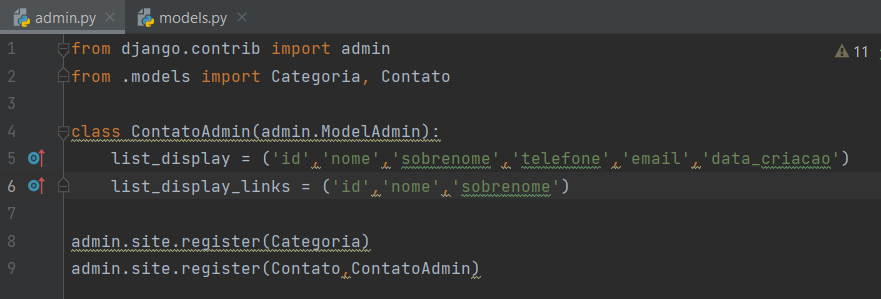 admin.py models.py
1 from django.contrib import admin 11
2 from .models import Categoria, Contato
3
4 class ContatoAdmin(admin.ModelAdmin):
5 list_display = ('id','nome','sobrenome','telefone','email','data_criacao')
6 list_display_links = ('id','nome','sobrenome')
7
8 admin.site.register(Categoria)
9 admin.site.register(Contato,ContatoAdmin)